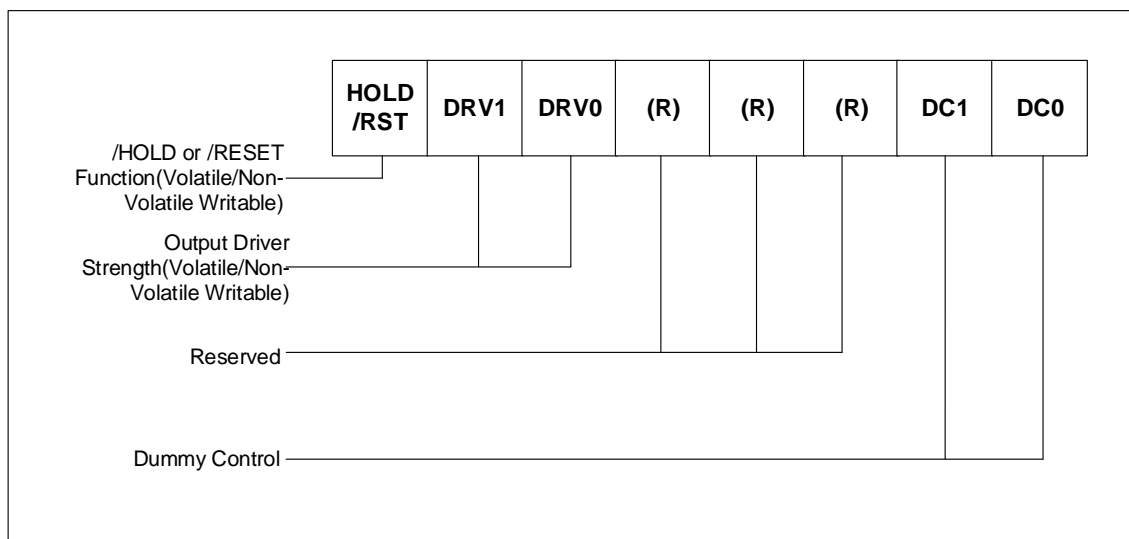 HOLD
/RST
DRV1
DRV0
(R)
(R)
(R)
DC1
DC0
/HOLD or /RESET
Function(Volatile/Non-
Volatile Writable)
Output Driver
Strength(Volatile/Non-
Volatile Writable)
Reserved
Dummy Control